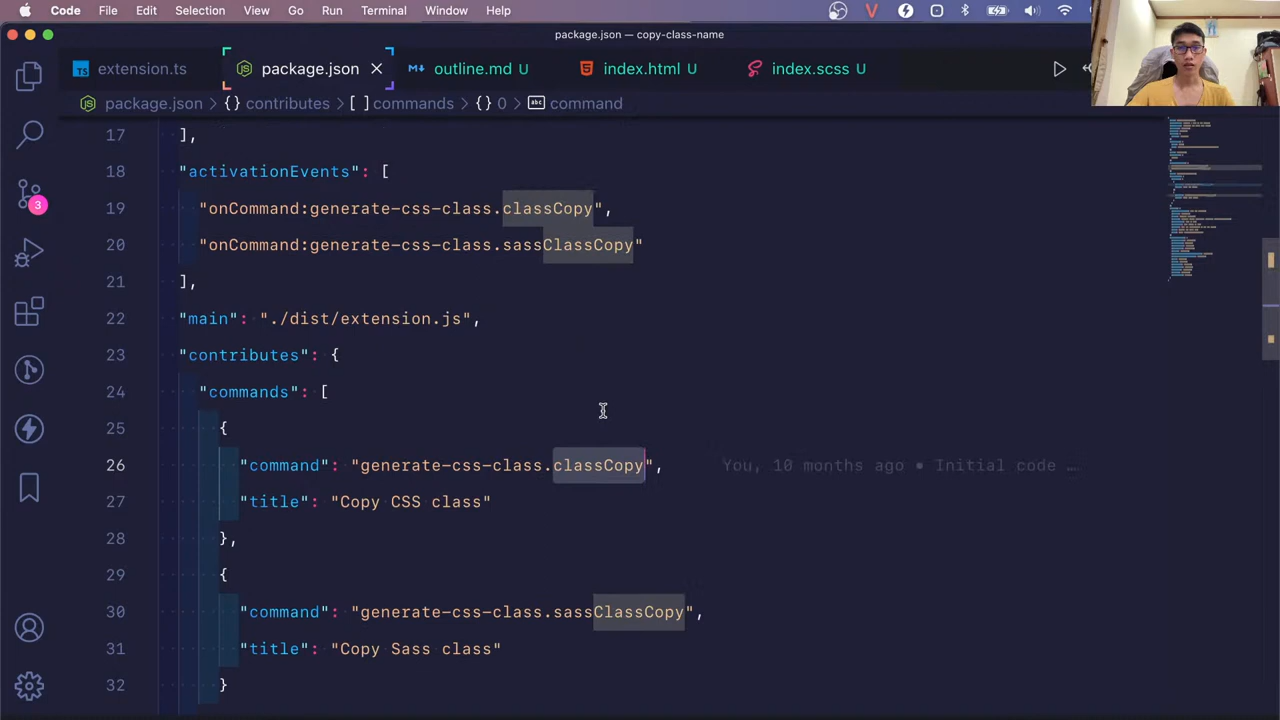 Code File Edit Selection View Go Run Terminal Window Help
package.json — copy-class-name
TS extension.ts
package.json
outline.md U
index.html U
index.scss U
package.json > {} contributes > [ ] commands > {} 0 > abc command
17 ],
18 "activationEvents": [
19 "onCommand:generate-css-class.classCopy",
20 "onCommand:generate-css-class.sassClassCopy"
21 ],
22 "main": "./dist/extension.js",
23 "contributes": {
24 "commands": [
25 {
26 "command": "generate-css-class.classCopy", You, 10 months ago • Initial code …
27 "title": "Copy CSS class"
28 },
29 {
30 "command": "generate-css-class.sassClassCopy",
31 "title": "Copy Sass class"
32 }
3